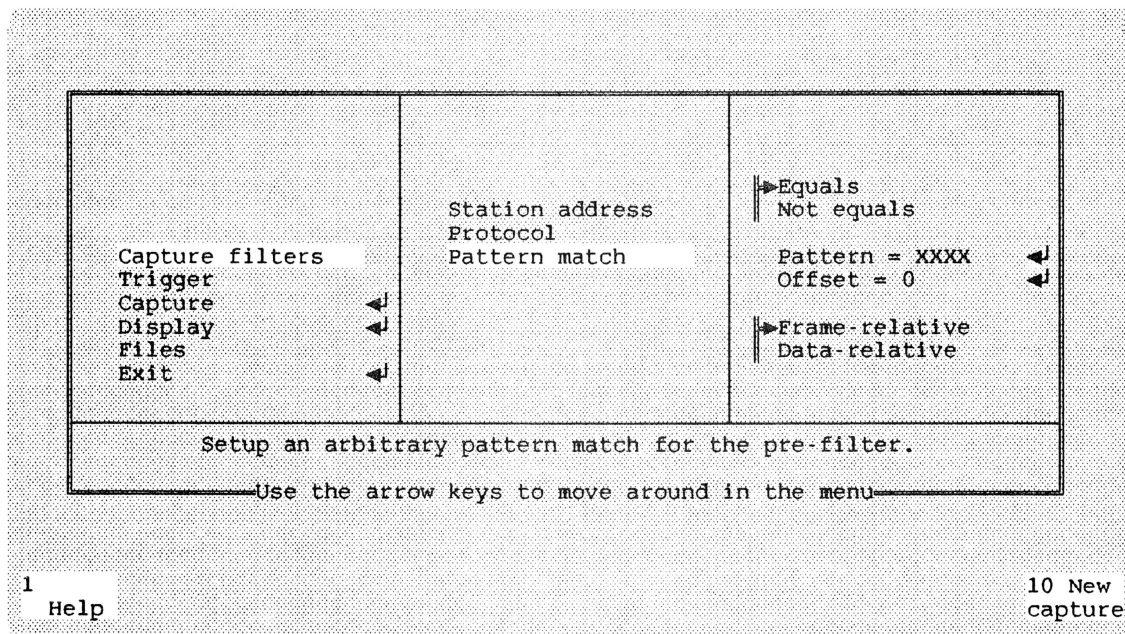 Capture filters
Trigger
Capture
Display
Files
Exit
Station address
Protocol
Pattern match
Equals
Not equals
Pattern = XXXX
Offset = 0
Frame-relative
Data-relative
Setup an arbitrary pattern match for the pre-filter.
Use the arrow keys to move around in the menu
1
Help
10 New
capture